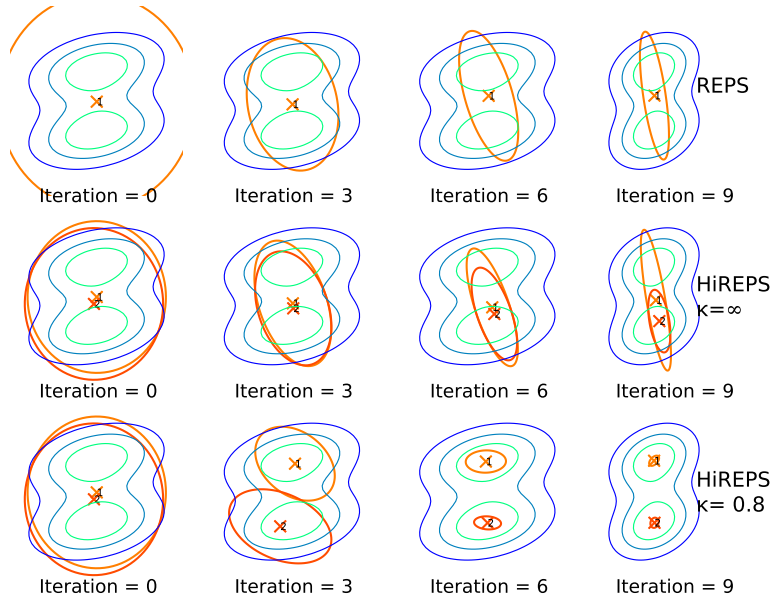 1
1
1
1
REPS
Iteration = 0
Iteration = 3
Iteration = 6
Iteration = 9
1
2
1
2
1
2
1
2
HiREPS
κ=∞
Iteration = 0
Iteration = 3
Iteration = 6
Iteration = 9
1
2
1
2
1
2
1
2
HiREPS
κ= 0.8
Iteration = 0
Iteration = 3
Iteration = 6
Iteration = 9